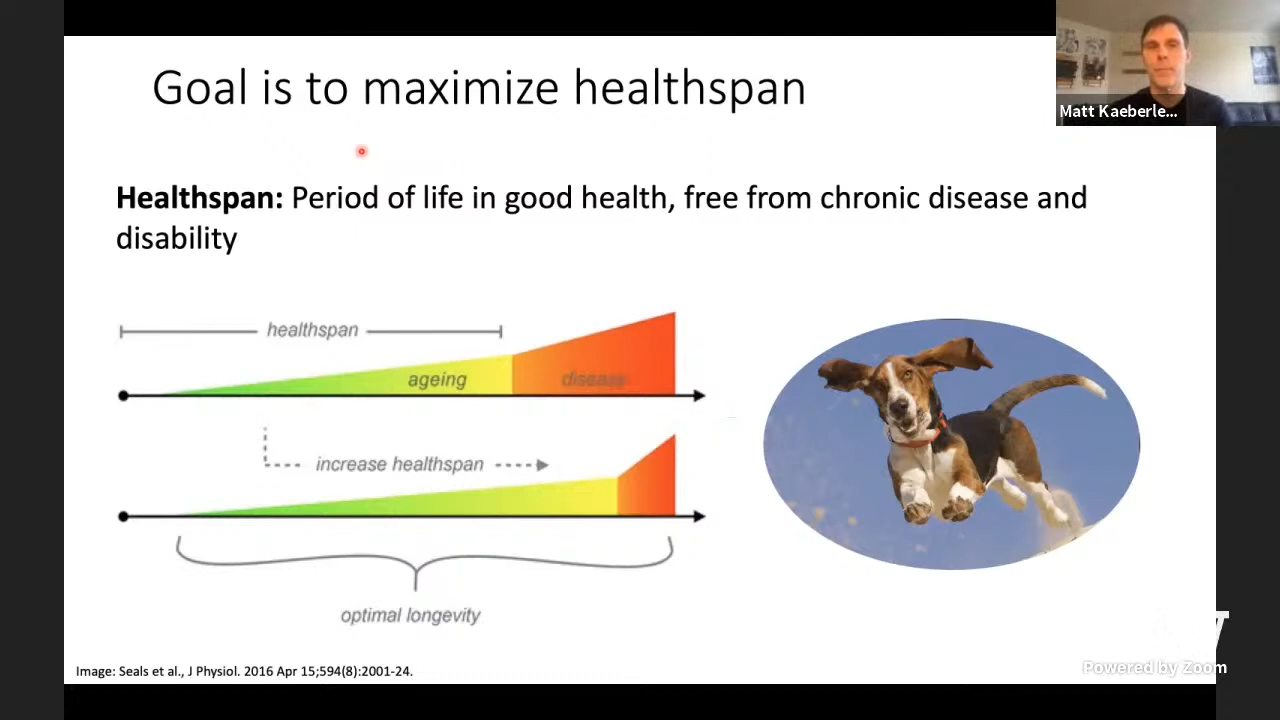 Goal is to maximize healthspan
Matt Kaeberle...
Healthspan: Period of life in good health, free from chronic disease and
disability
healthspan
ageing
disease
increase healthspan
optimal longevity
Image: Seals et al., J Physiol. 2016 Apr 15;594(8):2001-24.
Powered by Zoom